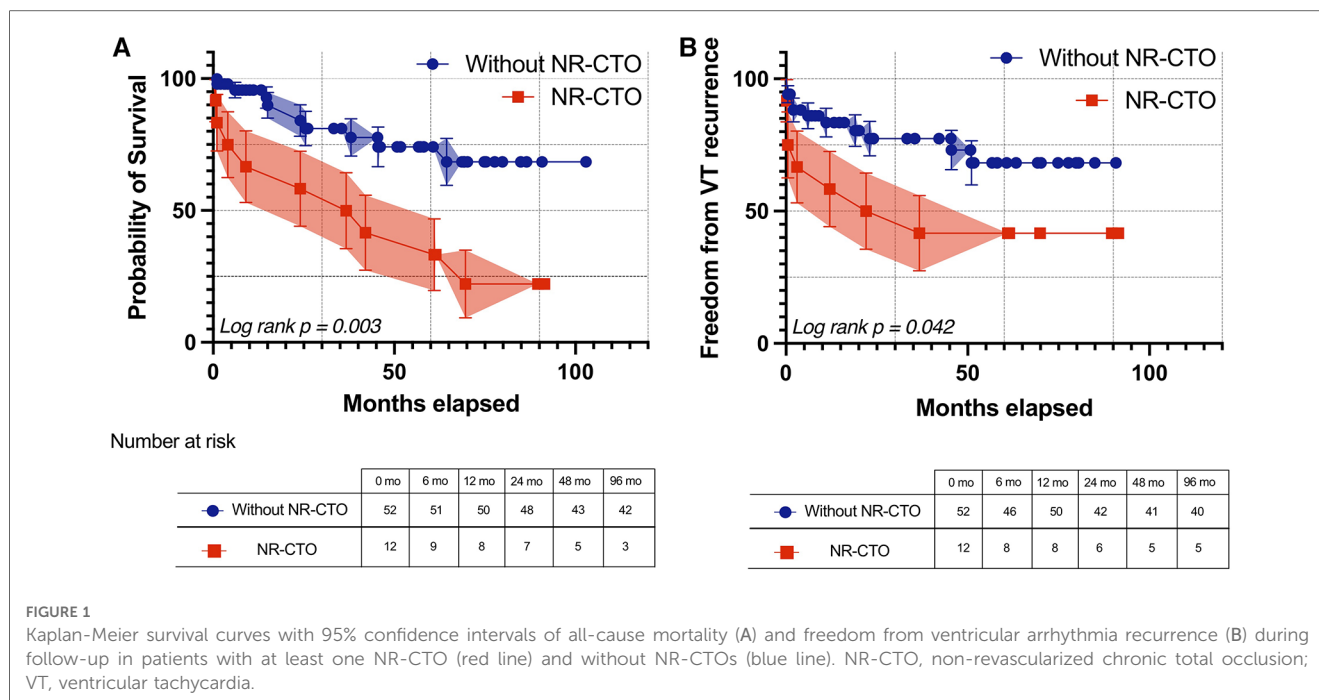 A
Without NR-CTO
NR-CTO
Probability of Survival
100
50
0
Log rank p = 0.003
0 50 100
Months elapsed
B
Without NR-CTO
NR-CTO
Freedom from VT recurrence
100
50
0
Log rank p = 0.042
0 50 100
Months elapsed
Number at risk
0 mo 6 mo 12 mo 24 mo 48 mo 96 mo
Without NR-CTO 52 51 50 48 43 42
NR-CTO 12 9 8 7 5 3
0 mo 6 mo 12 mo 24 mo 48 mo 96 mo
Without NR-CTO 52 46 50 42 41 40
NR-CTO 12 8 8 6 5 5
FIGURE 1
Kaplan-Meier survival curves with 95% confidence intervals of all-cause mortality (A) and freedom from ventricular arrhythmia recurrence (B) during
follow-up in patients with at least one NR-CTO (red line) and without NR-CTOs (blue line). NR-CTO, non-revascularized chronic total occlusion;
VT, ventricular tachycardia.